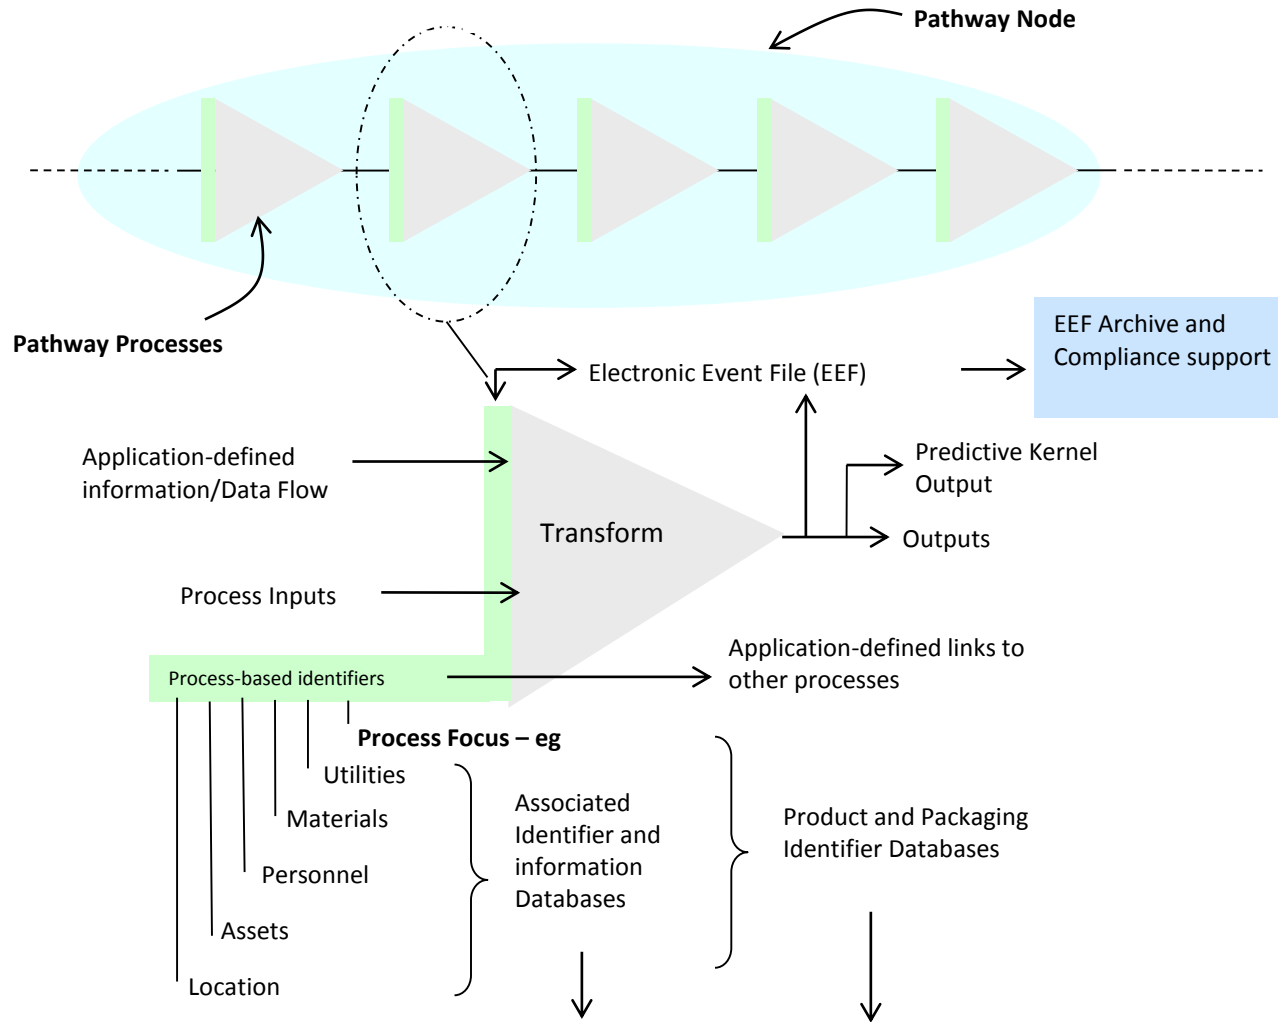 Pathway Node
Pathway Processes
EEF Archive and
Compliance support
Electronic Event File (EEF)
Application-defined
information/Data Flow
Predictive Kernel
Output
Transform
Outputs
Process Inputs
Application-defined links to
other processes
Process-based identifiers
Process Focus – eg
Utilities
Materials
Personnel
Assets
Location
Associated
Identifier and
information
Databases
Product and Packaging
Identifier Databases